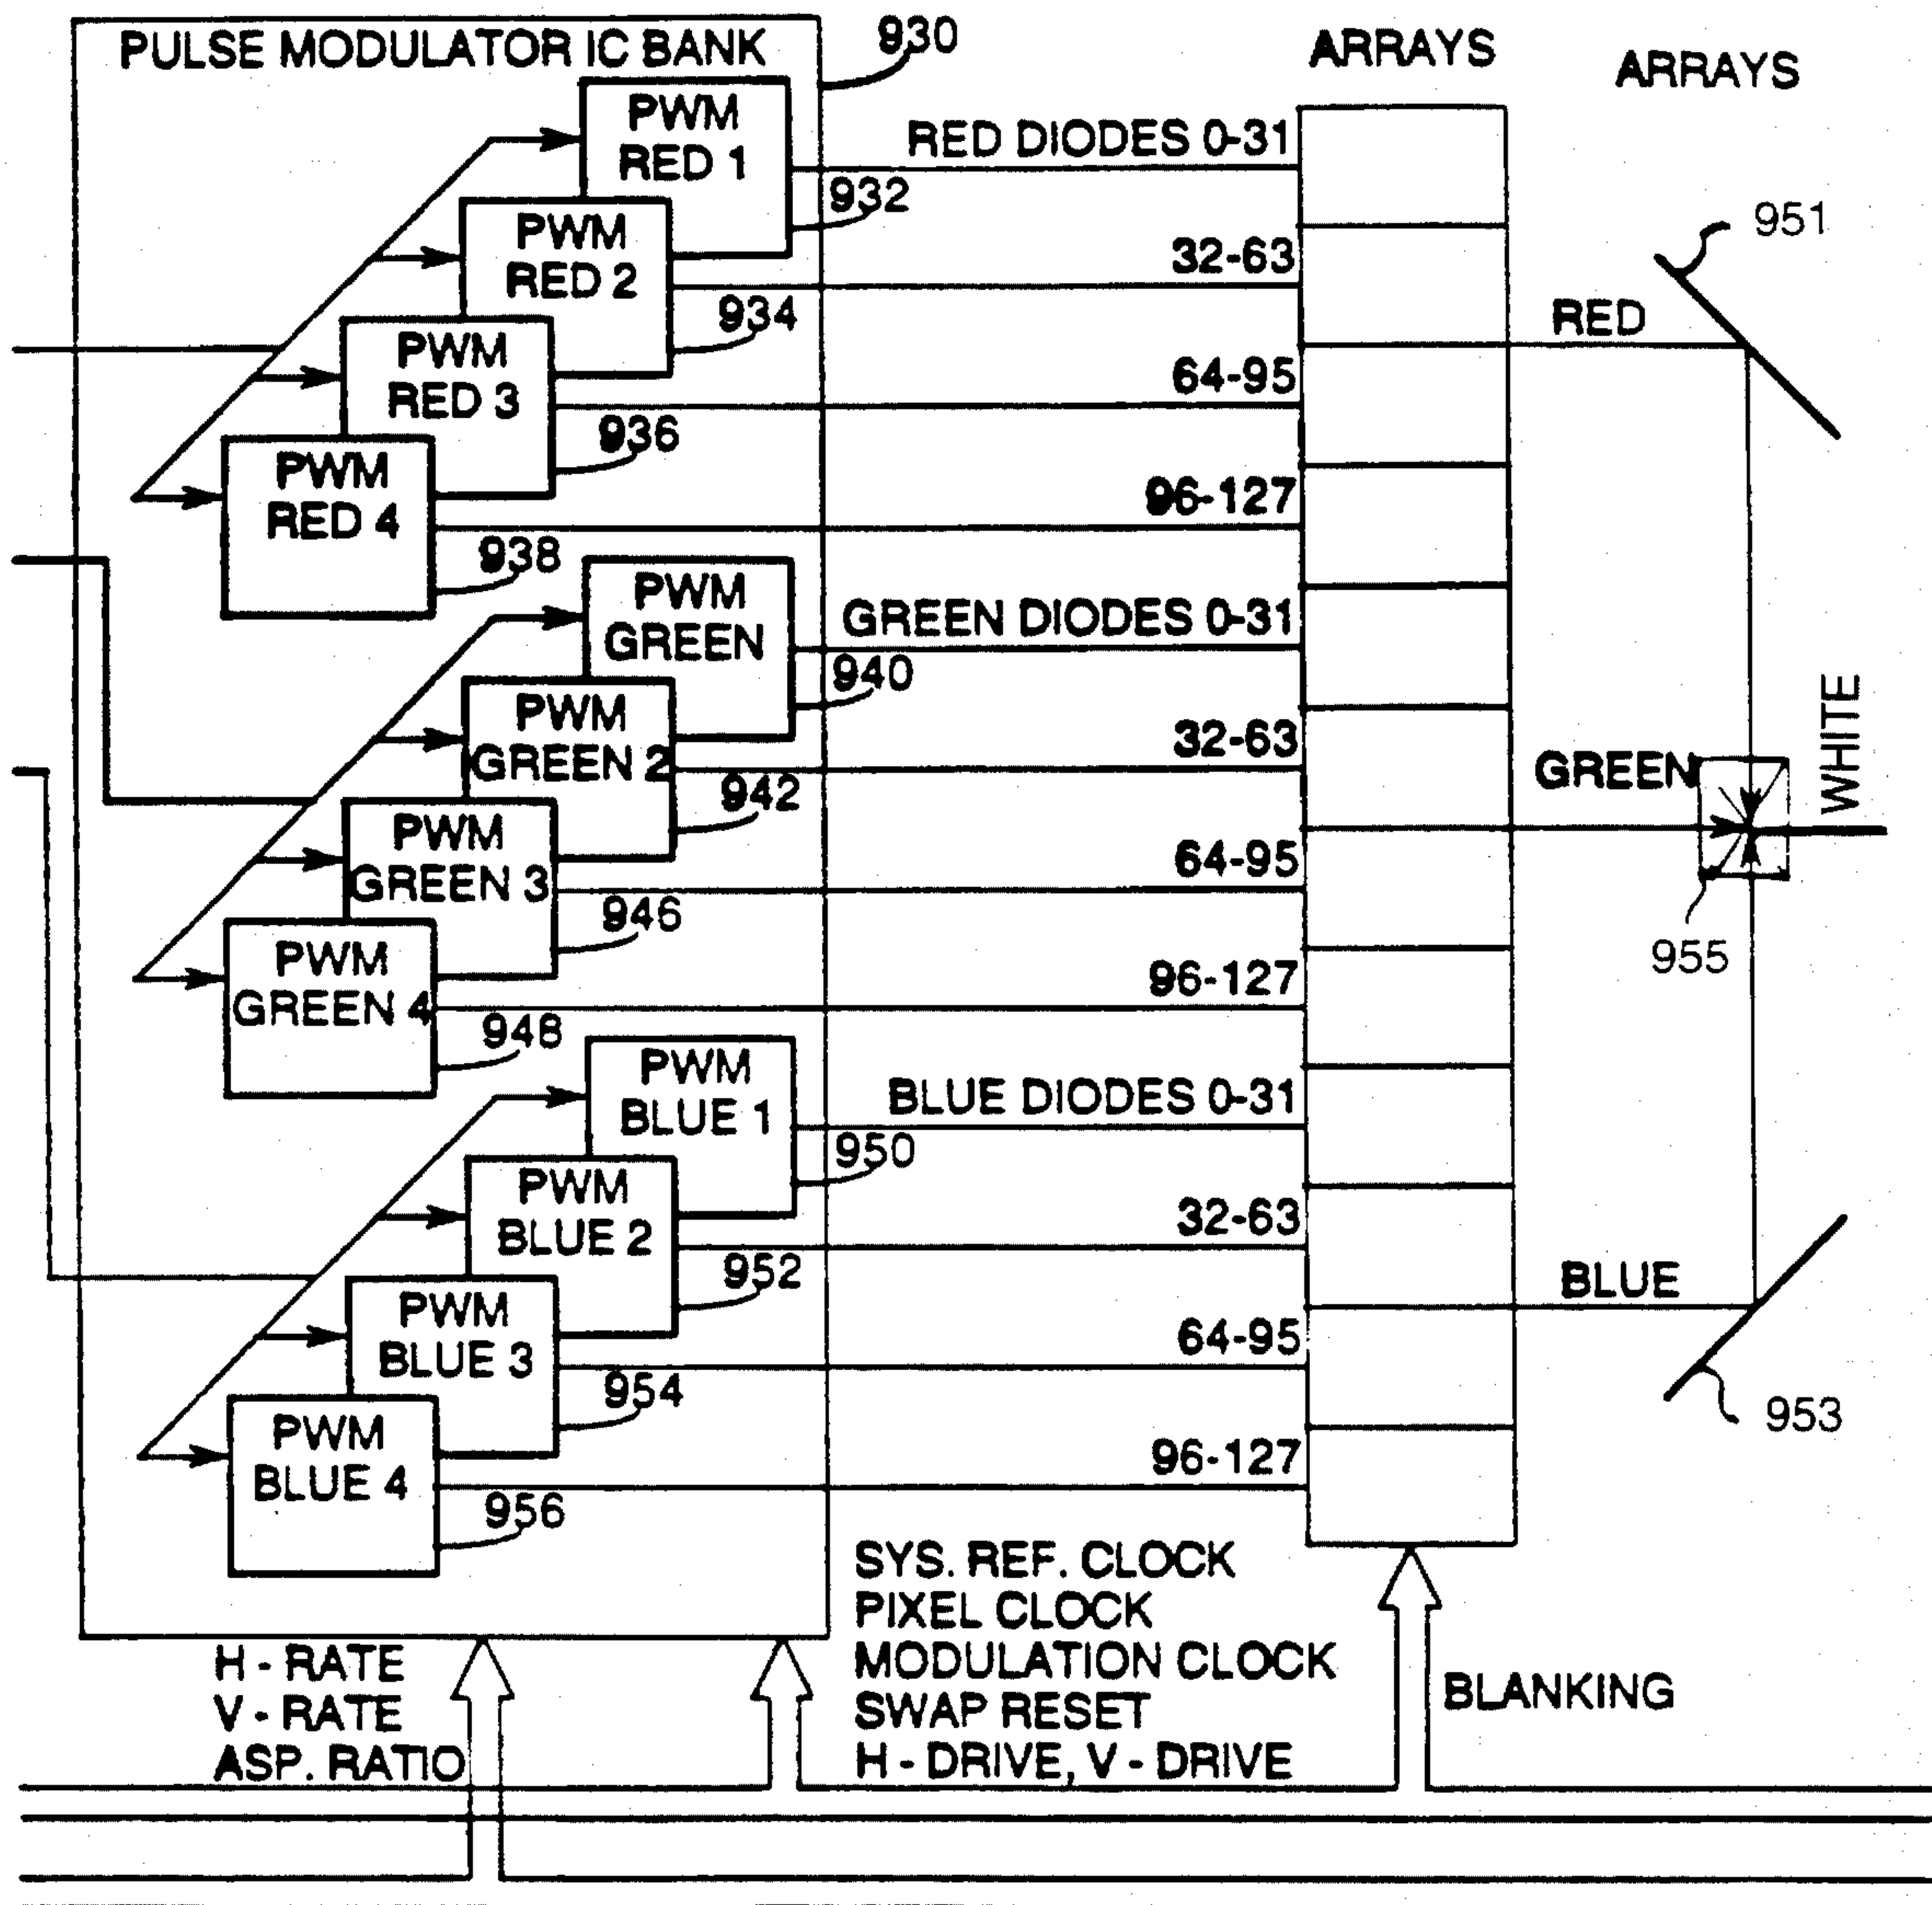 PULSE MODULATOR IC BANK
930
ARRAYS
ARRAYS
PWM
RED 1
RED DIODES 0-31
932
951
PWM
RED 2
32-63
934
RED
PWM
RED 3
64-95
936
PWM
RED 4
96-127
938
PWM
GREEN
GREEN DIODES 0-31
940
WHITE
PWM
GREEN 2
32-63
942
GREEN
PWM
GREEN 3
64-95
946
955
PWM
GREEN 4
96-127
948
PWM
BLUE 1
BLUE DIODES 0-31
950
PWM
BLUE 2
32-63
952
BLUE
PWM
BLUE 3
64-95
954
953
PWM
BLUE 4
96-127
956
H - RATE
V - RATE
ASP. RATIO
SYS. REF. CLOCK
PIXEL CLOCK
MODULATION CLOCK
SWAP RESET
H - DRIVE, V - DRIVE
BLANKING